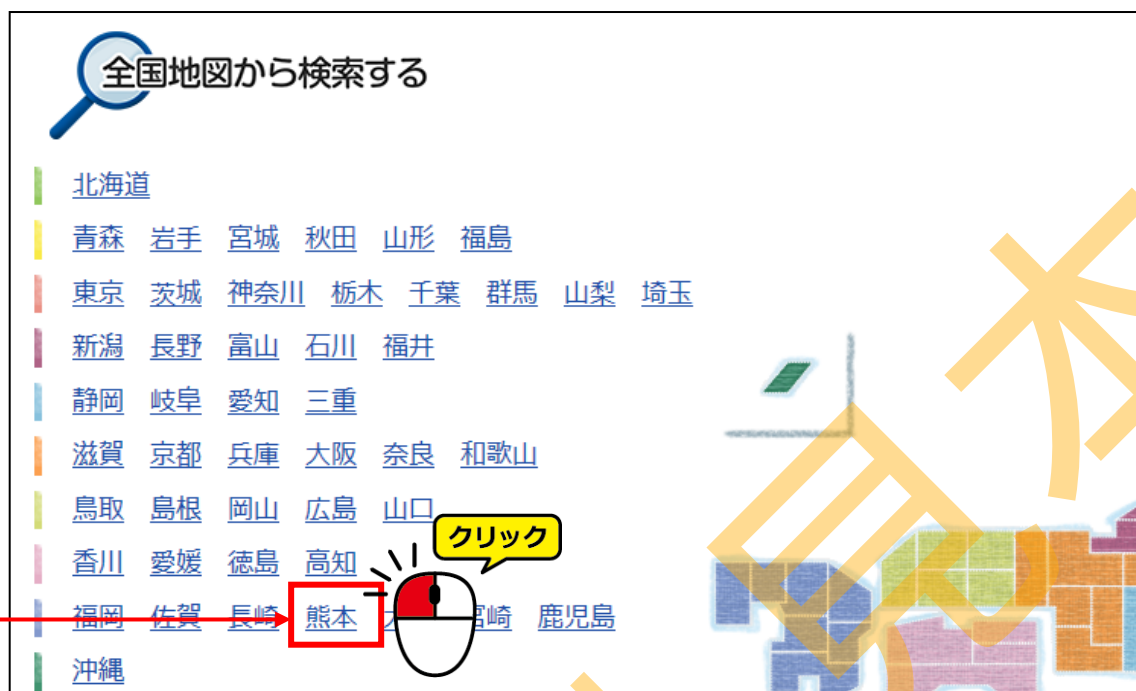 全国地図から検索する
北海道
青森 岩手 宮城 秋田 山形 福島
東京 茨城 神奈川 栃木 千葉 群馬 山梨 埼玉
新潟 長野 富山 石川 福井
静岡 岐阜 愛知 三重
滋賀 京都 兵庫 大阪 奈良 和歌山
鳥取 島根 岡山 広島 山口
クリック
香川 愛媛 徳島 高知
福岡 佐賀 長崎 熊本 宮崎 鹿児島
沖縄
見本